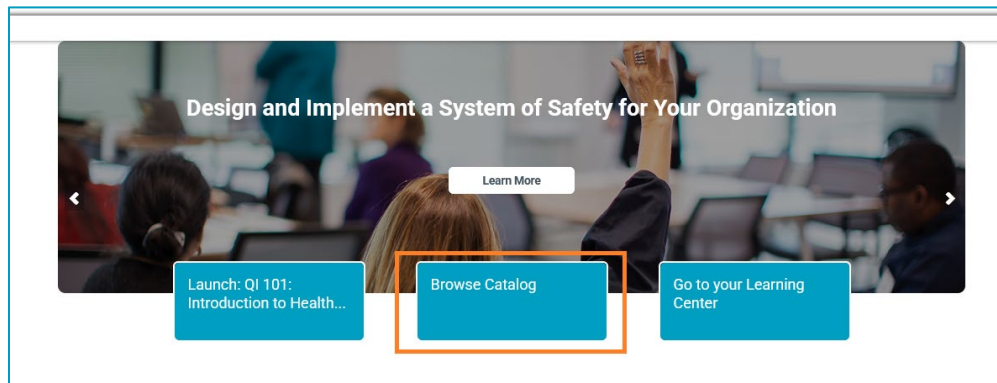 Design and Implement a System of Safety for Your Organization
Learn More
Launch: QI 101:
Introduction to Health...
Browse Catalog
Go to your Learning
Center